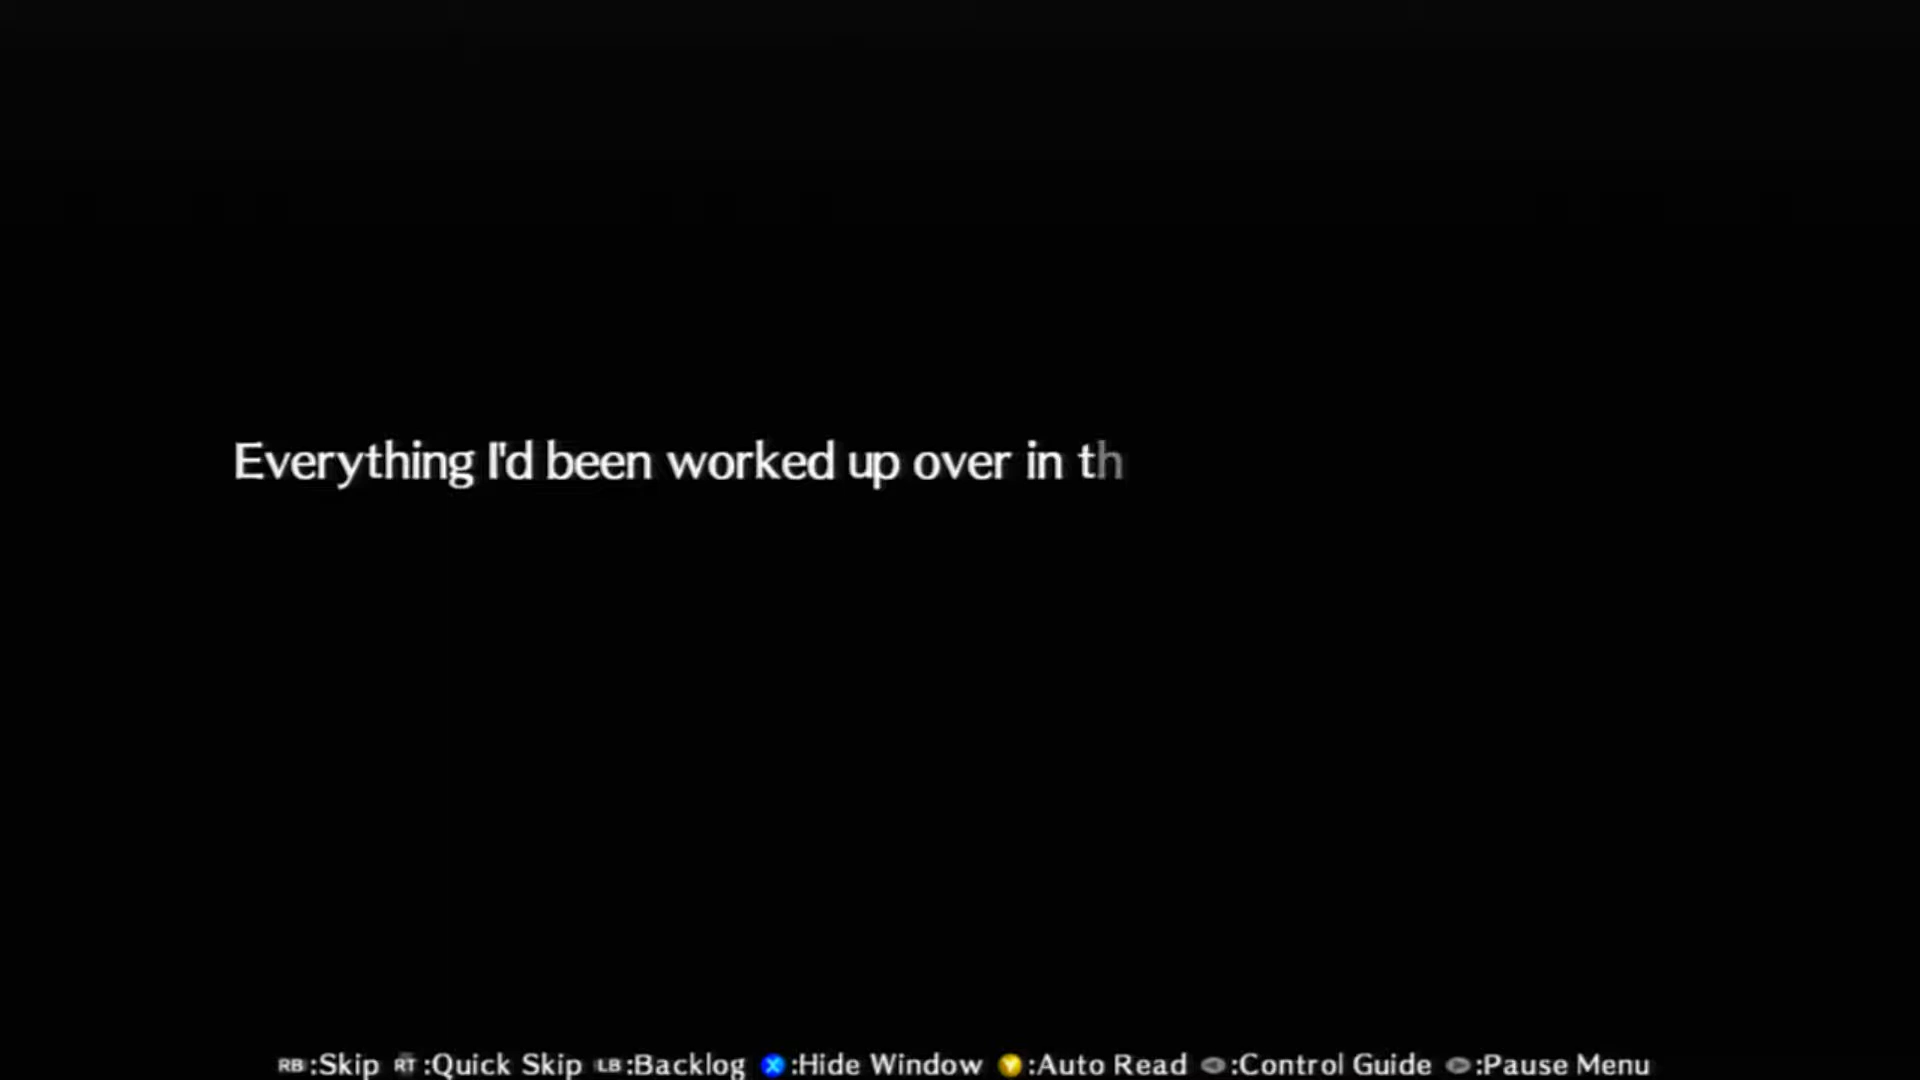 Everything I'd been worked up over in th
RB:Skip RT:Quick Skip LB:Backlog X:Hide Window Y:Auto Read :Control Guide :Pause Menu